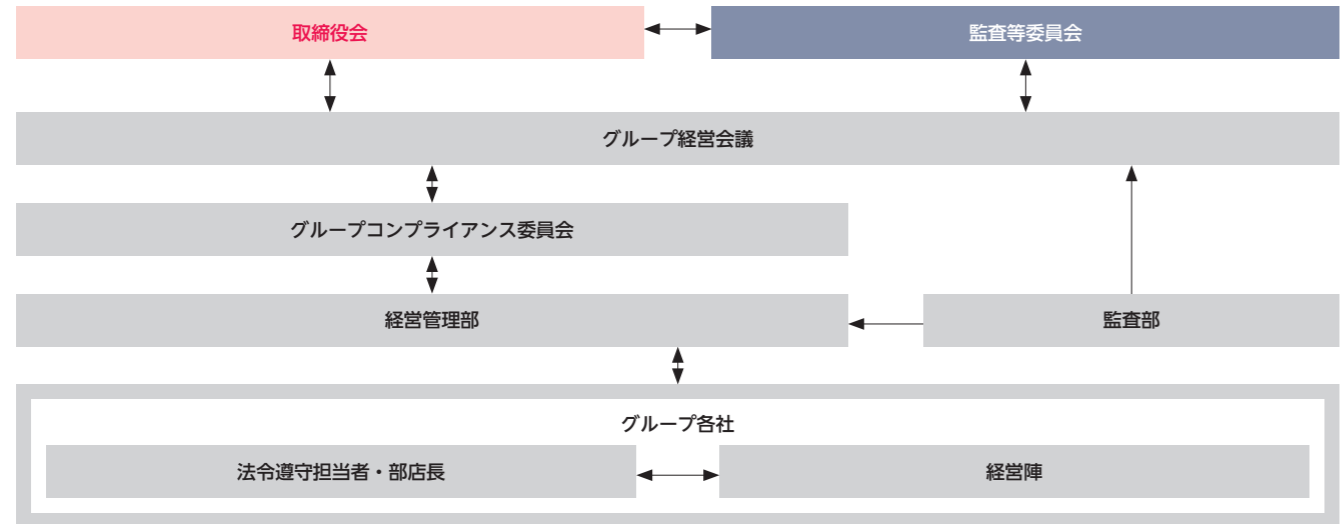 取締役会
監査等委員会
グループ経営会議
グループコンプライアンス委員会
経営管理部
監査部
グループ各社
法令遵守担当者・部店長
経営陣